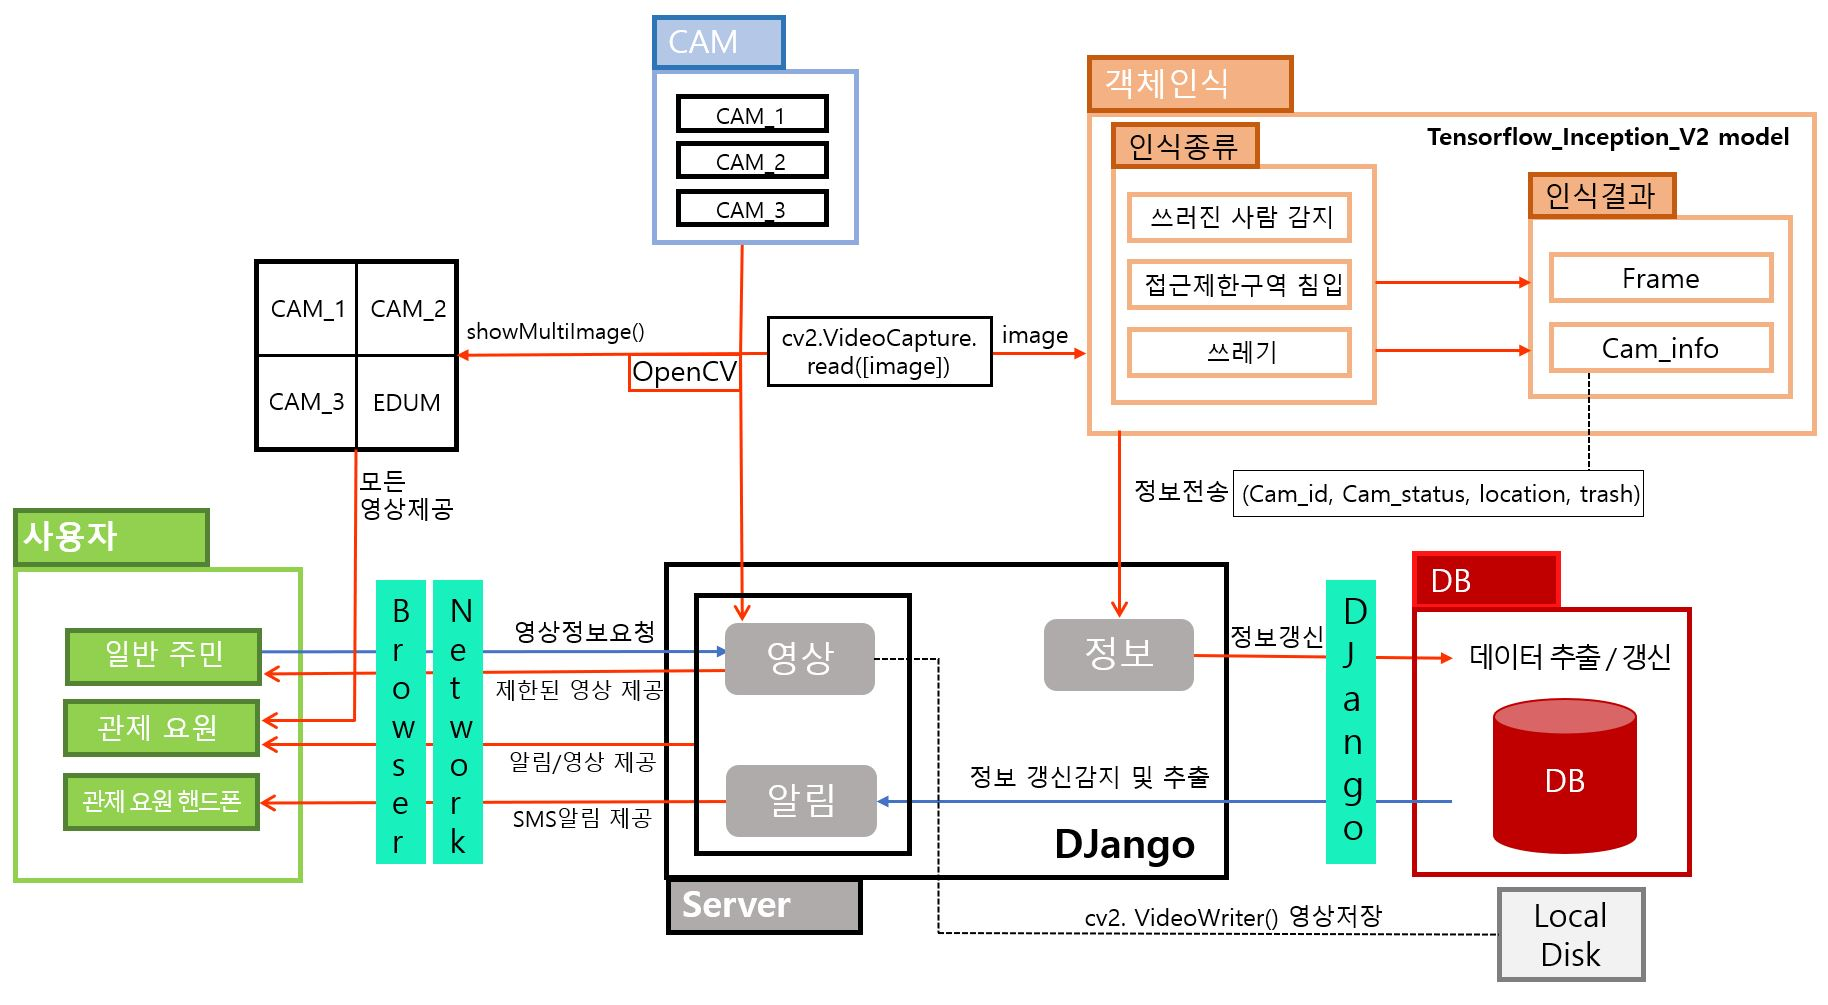 CAM
CAM_1
CAM_2
CAM_3
객체인식
Tensorflow_Inception_V2 model
인식종류
쓰러진 사람 감지
접근제한구역 침입
쓰레기
인식결과
Frame
Cam_info
CAM_1
CAM_2
CAM_3
EDUM
showMultiImage()
OpenCV
cv2.VideoCapture.
read([image])
image
모든
영상제공
정보전송
(Cam_id, Cam_status, location, trash)
사용자
일반 주민
관제 요원
관제 요원 핸드폰
Browser
Network
영상정보요청
제한된 영상 제공
알림/영상 제공
SMS알림 제공
영상
알림
정보
정보갱신
정보 갱신감지 및 추출
DJango
Server
DJango
DB
데이터 추출 / 갱신
DB
cv2. VideoWriter() 영상저장
Local
Disk